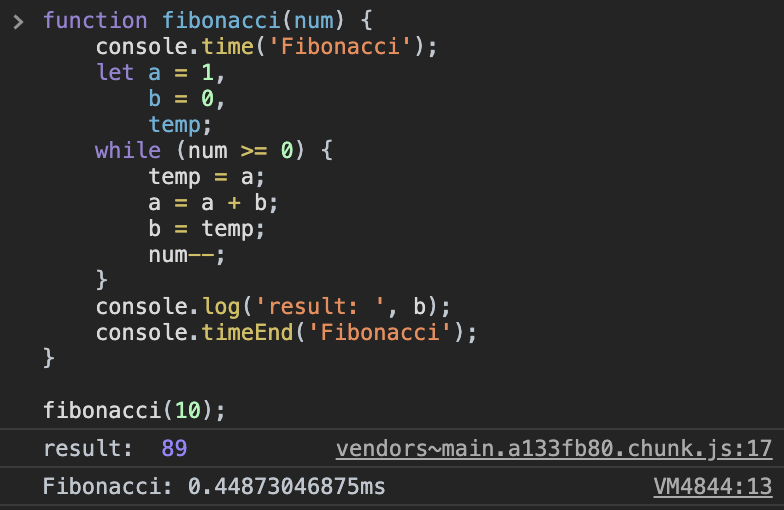 > function fibonacci(num) {
    console.time('Fibonacci');
    let a = 1,
        b = 0,
        temp;
    while (num >= 0) {
        temp = a;
        a = a + b;
        b = temp;
        num--;
    }
    console.log('result: ', b);
    console.timeEnd('Fibonacci');
}

fibonacci(10);
result:  89 vendors~main.a133fb80.chunk.js:17
Fibonacci: 0.44873046875ms VM4844:13